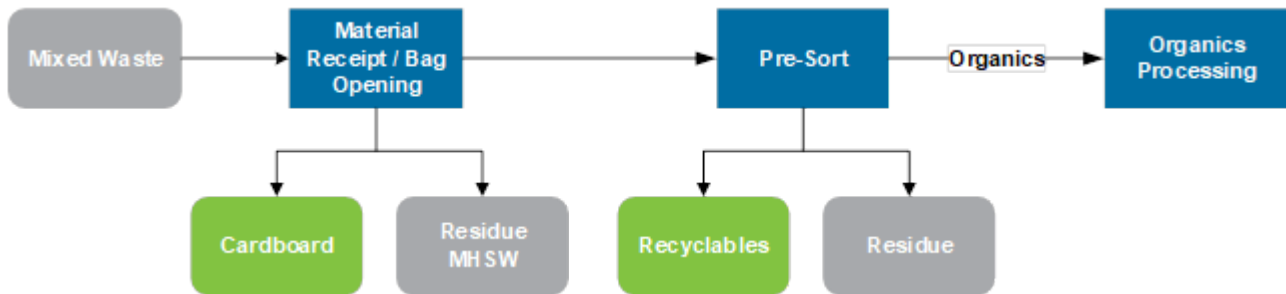 Mixed Waste
Material
Receipt / Bag
Opening
Pre-Sort
Organics
Organics
Processing
Cardboard
Residue
MHSW
Recyclables
Residue